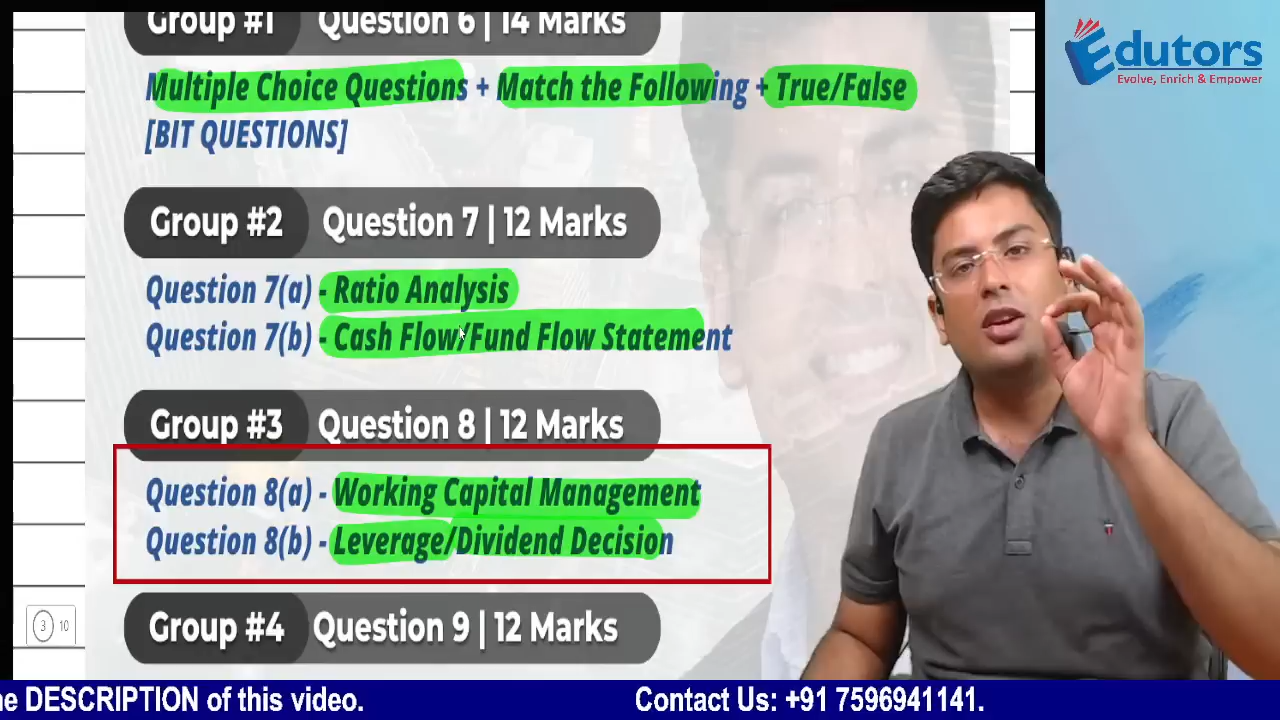 Group #1 Question 6 | 14 Marks
Multiple Choice Questions + Match the Following + True/False
[BIT QUESTIONS]
Group #2 Question 7 | 12 Marks
Question 7(a) - Ratio Analysis
Question 7(b) - Cash Flow/Fund Flow Statement
Group #3 Question 8 | 12 Marks
Question 8(a) - Working Capital Management
Question 8(b) - Leverage/Dividend Decision
Group #4 Question 9 | 12 Marks
3 10
Edutors
Evolve, Enrich & Empower
ne DESCRIPTION of this video. Contact Us: +91 7596941141.